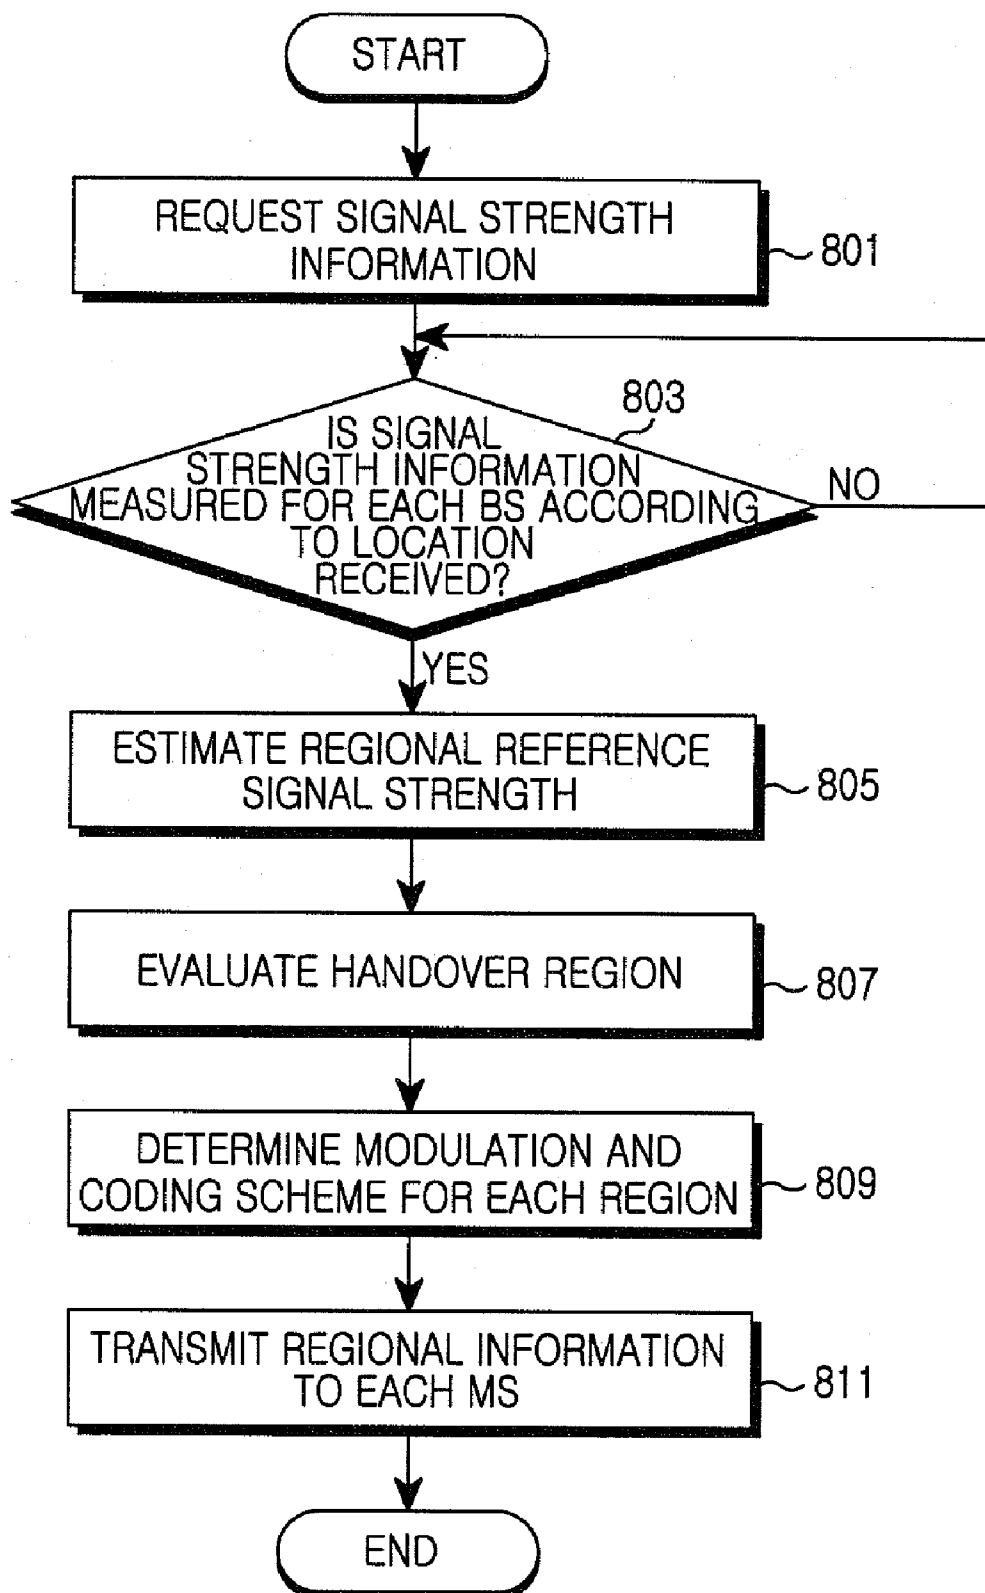 START
REQUEST SIGNAL STRENGTH
INFORMATION
801
803
IS SIGNAL
STRENGTH INFORMATION
MEASURED FOR EACH BS ACCORDING
TO LOCATION
RECEIVED?
NO
YES
ESTIMATE REGIONAL REFERENCE
SIGNAL STRENGTH
805
EVALUATE HANDOVER REGION
807
DETERMINE MODULATION AND
CODING SCHEME FOR EACH REGION
809
TRANSMIT REGIONAL INFORMATION
TO EACH MS
811
END